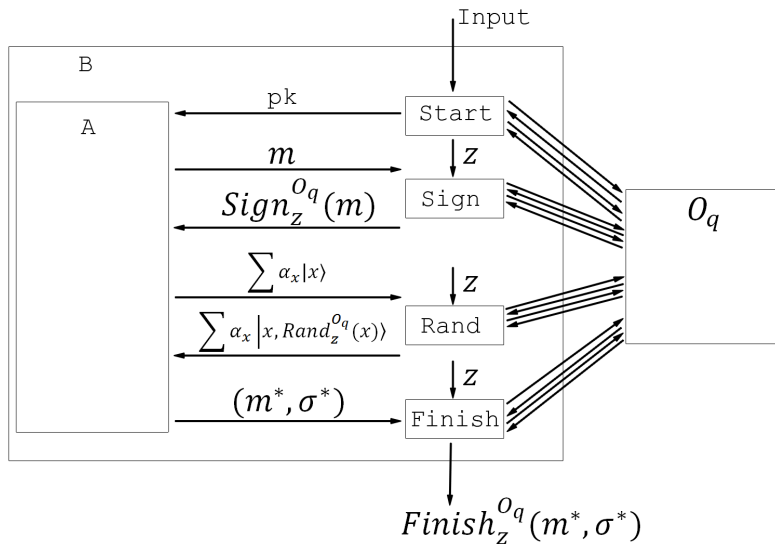 Input
B
pk
Start
A
m
z
Sign
O_q
Sign_z^{O_q}(m)
∑ α_x|x⟩
z
Rand
∑ α_x |x, Rand_z^{O_q}(x)⟩
z
(m*, σ*)
Finish
Finish_z^{O_q}(m*, σ*)